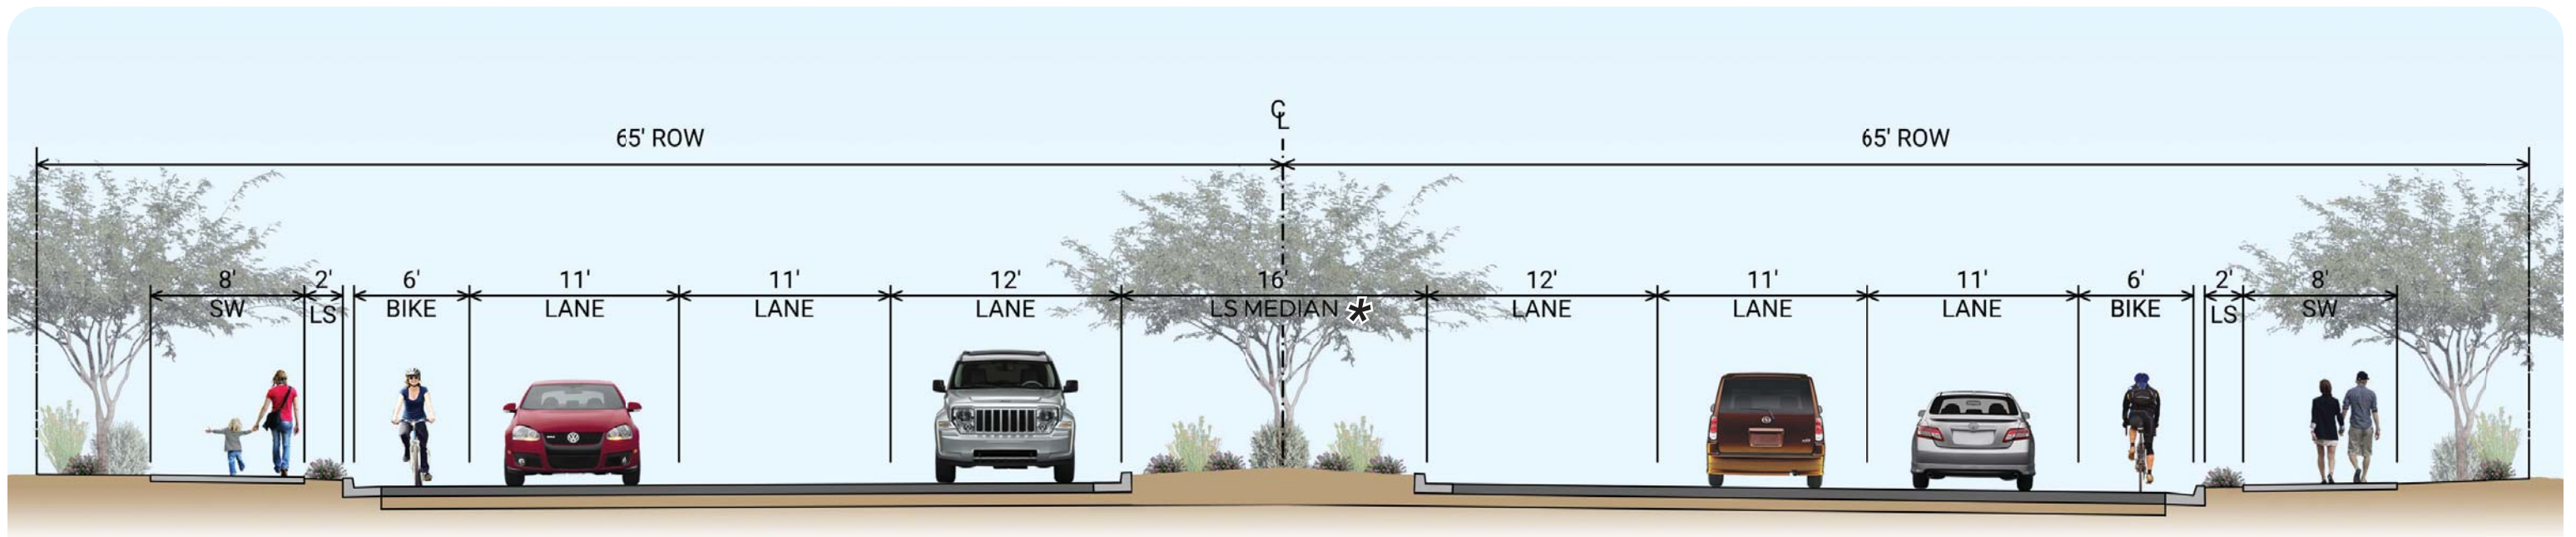 CL
65' ROW
65' ROW
8' 2' 6' 11' 11' 12' 16' 12' 11' 11' 6' 2' 8'
SW LS BIKE LANE LANE LANE LS MEDIAN * LANE LANE LANE BIKE LS SW